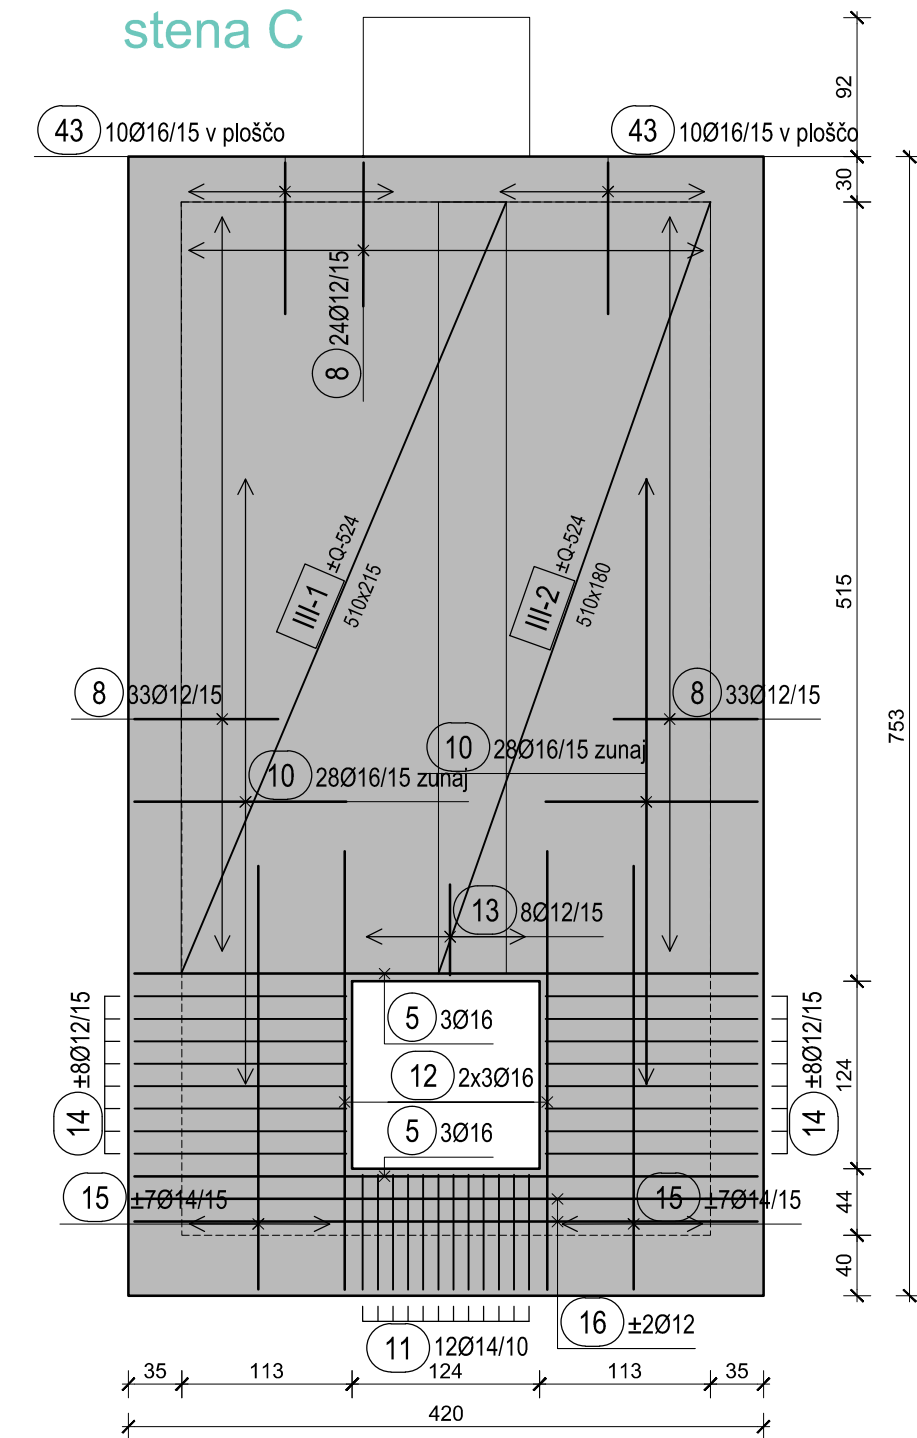 stena C
92
43 10Ø16/15 v ploščo
43 10Ø16/15 v ploščo
30
8 24Ø12/15
III-1 ±Q-524
510x215
III-2 ±Q-524
510x180
515
8 33Ø12/15
8 33Ø12/15
753
10 28Ø16/15 zunaj
10 28Ø16/15 zunaj
13 8Ø12/15
5 3Ø16
14 ±8Ø12/15
12 2x3Ø16
14 ±8Ø12/15
124
5 3Ø16
15 ±7Ø14/15
15 ±7Ø14/15
44
40
16 ±2Ø12
11 12Ø14/10
35 113 124 113 35
420